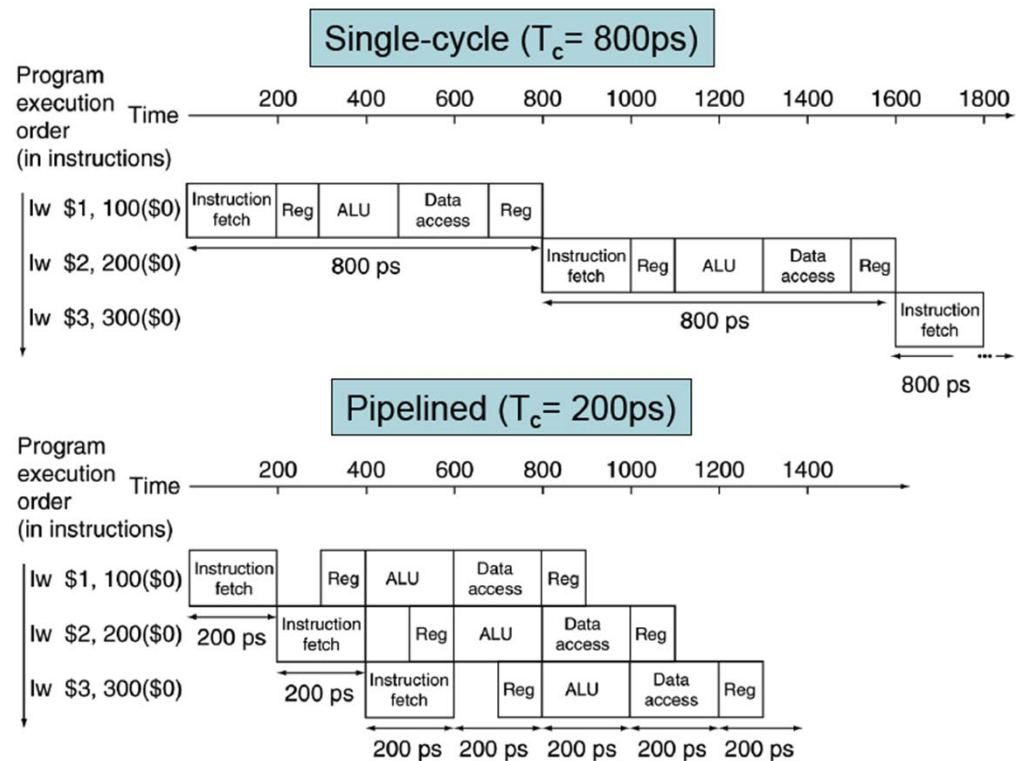 Single-cycle (Tc= 800ps)
Program
execution
order
(in instructions)
Time
200 400 600 800 1000 1200 1400 1600 1800
lw $1, 100($0)
Instruction
fetch
Reg
ALU
Data
access
Reg
800 ps
lw $2, 200($0)
Instruction
fetch
Reg
ALU
Data
access
Reg
800 ps
lw $3, 300($0)
Instruction
fetch
...
800 ps
Pipelined (Tc= 200ps)
Program
execution
order
(in instructions)
Time
200 400 600 800 1000 1200 1400
lw $1, 100($0)
Instruction
fetch
Reg
ALU
Data
access
Reg
200 ps
lw $2, 200($0)
Instruction
fetch
Reg
ALU
Data
access
Reg
200 ps
lw $3, 300($0)
Instruction
fetch
Reg
ALU
Data
access
Reg
200 ps 200 ps 200 ps 200 ps 200 ps